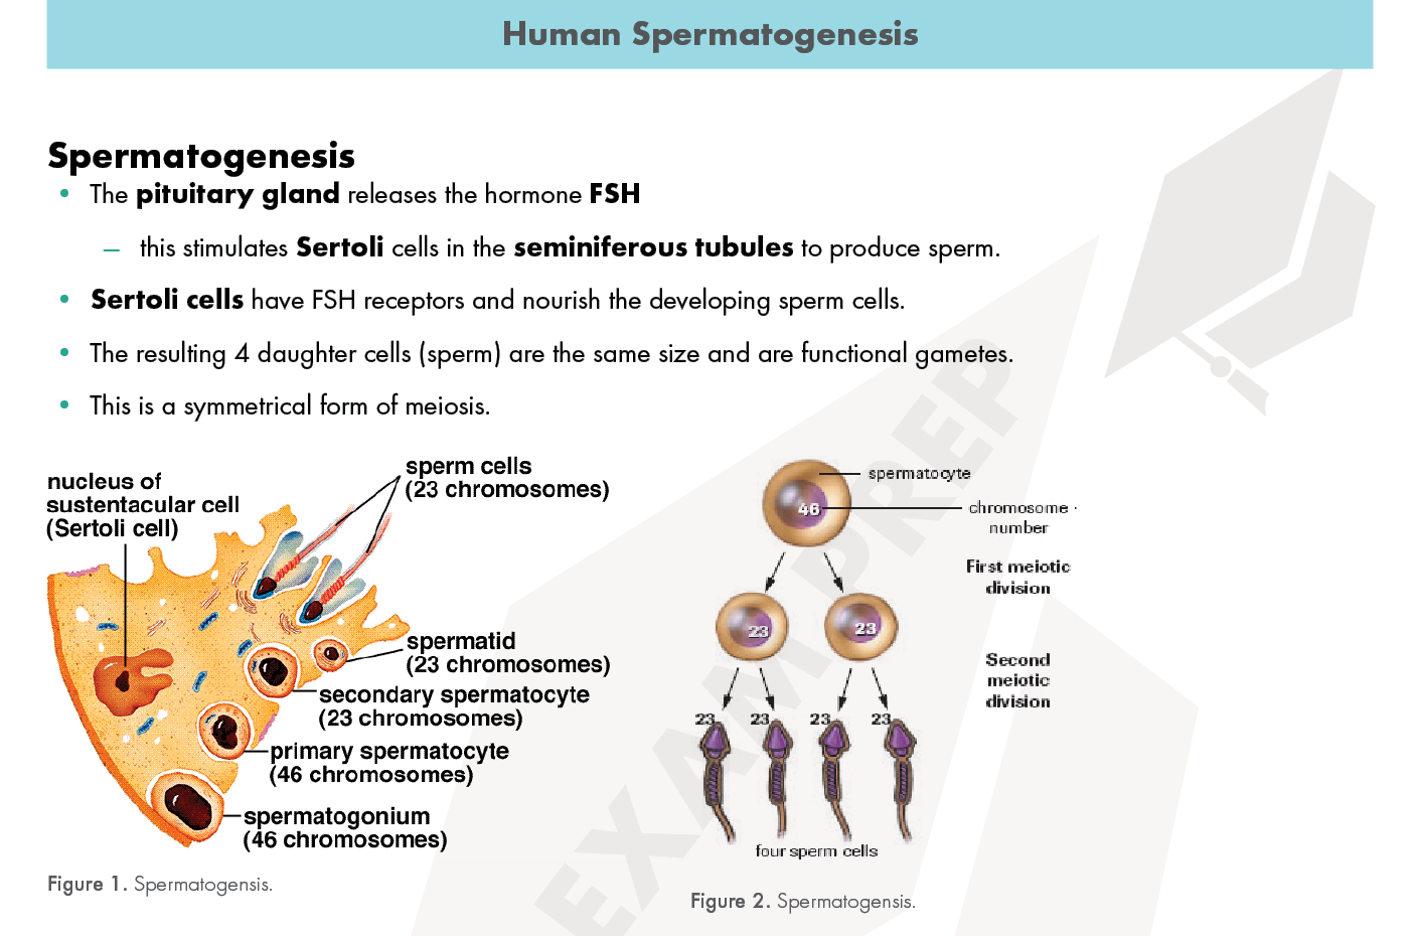 Human Spermatogenesis
Spermatogenesis
• The pituitary gland releases the hormone FSH
– this stimulates Sertoli cells in the seminiferous tubules to produce sperm.
• Sertoli cells have FSH receptors and nourish the developing sperm cells.
• The resulting 4 daughter cells (sperm) are the same size and are functional gametes.
• This is a symmetrical form of meiosis.
nucleus of
sustentacular cell
(Sertoli cell)
sperm cells
(23 chromosomes)
spermatid
(23 chromosomes)
secondary spermatocyte
(23 chromosomes)
primary spermatocyte
(46 chromosomes)
spermatogonium
(46 chromosomes)
Figure 1. Spermatogensis.
46
spermatocyte
chromosome
number
First meiotic
division
23 23
Second
meiotic
division
23 23 23 23
four sperm cells
Figure 2. Spermatogensis.
EXAM PREP